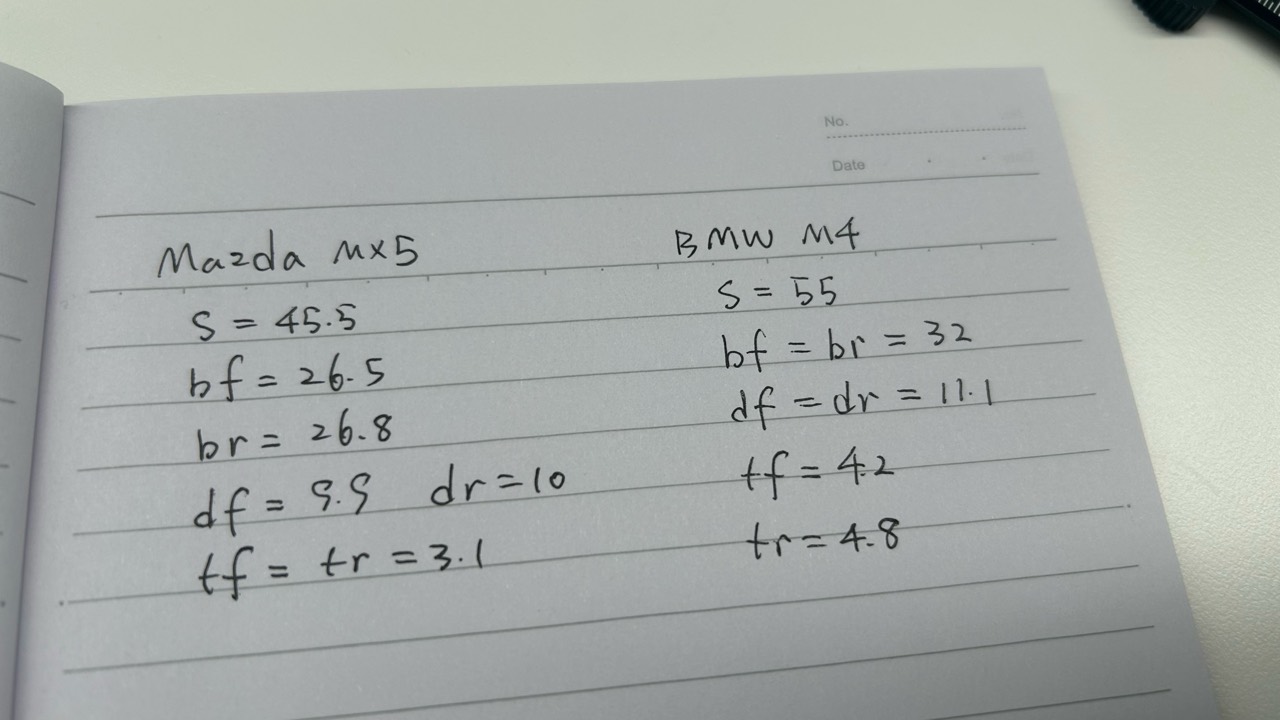 No.
Date
Mazda MX5
S = 45.5
bf = 26.5
br = 26.8
df = 9.9 dr = 10
tf = tr = 3.1
BMW M4
S = 55
bf = br = 32
df = dr = 11.1
tf = 4.2
tr = 4.8